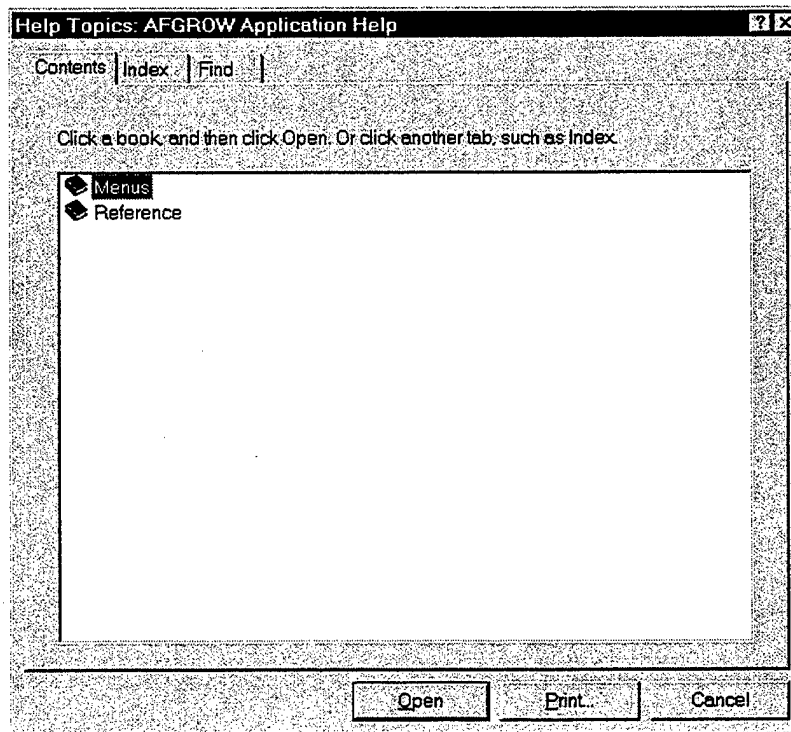 Help Topics: AFGROW Application Help
Contents Index Find
Click a book, and then click Open. Or click another tab, such as Index.
Menus
Reference
Open Print... Cancel